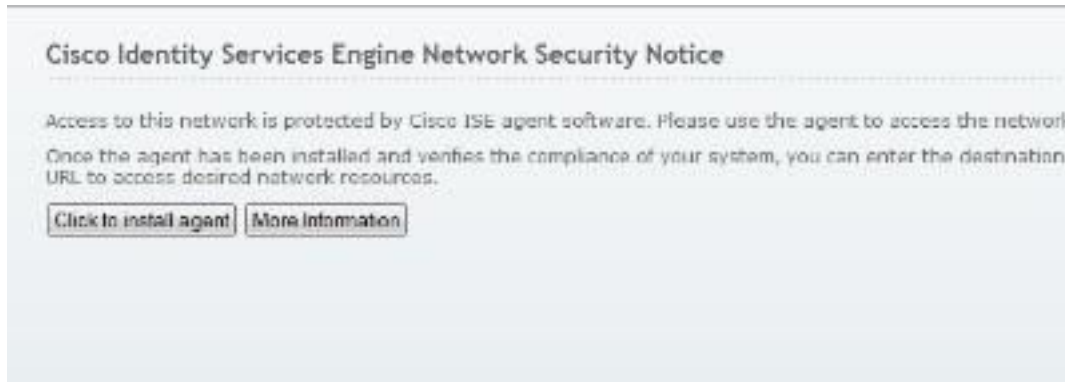 Cisco Identity Services Engine Network Security Notice
Access to this network is protected by Cisco ISE agent software. Please use the agent to access the network
Once the agent has been installed and verifies the compliance of your system, you can enter the destination
URL to access desired network resources.
Click to install agent More Information